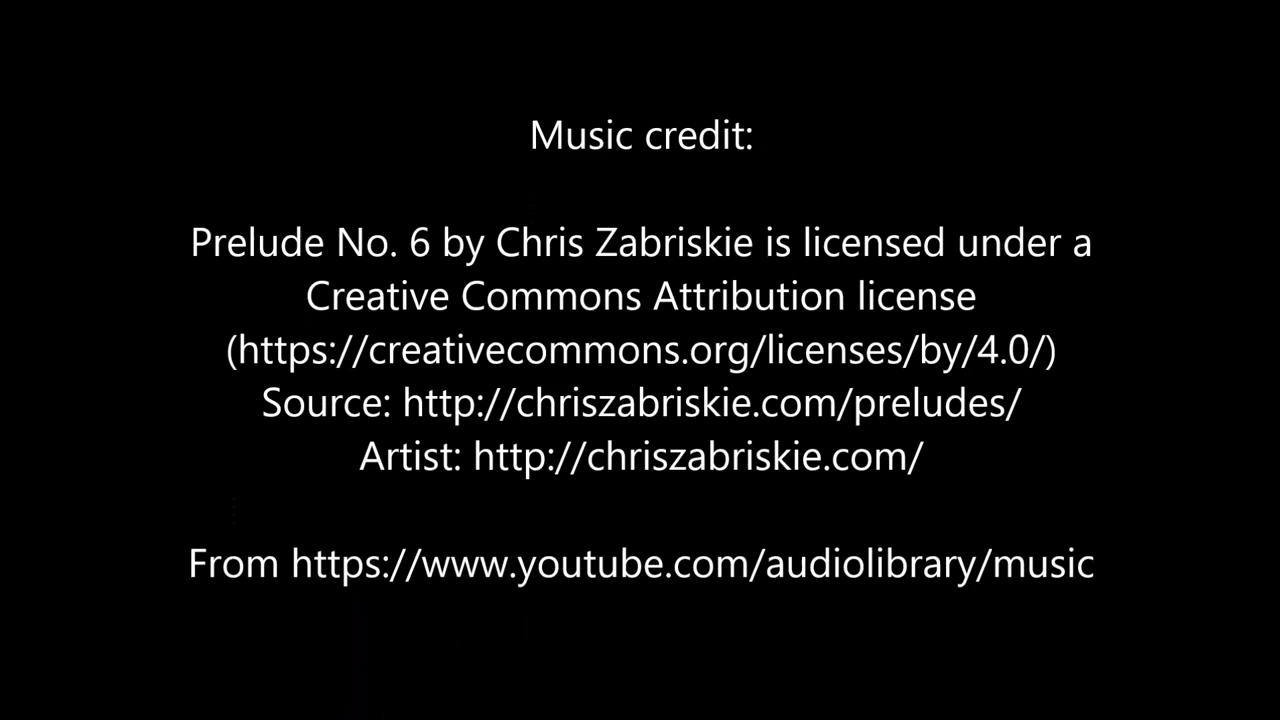 Music credit:
Prelude No. 6 by Chris Zabriskie is licensed under a
Creative Commons Attribution license
(https://creativecommons.org/licenses/by/4.0/)
Source: http://chriszabriskie.com/preludes/
Artist: http://chriszabriskie.com/
From https://www.youtube.com/audiolibrary/music